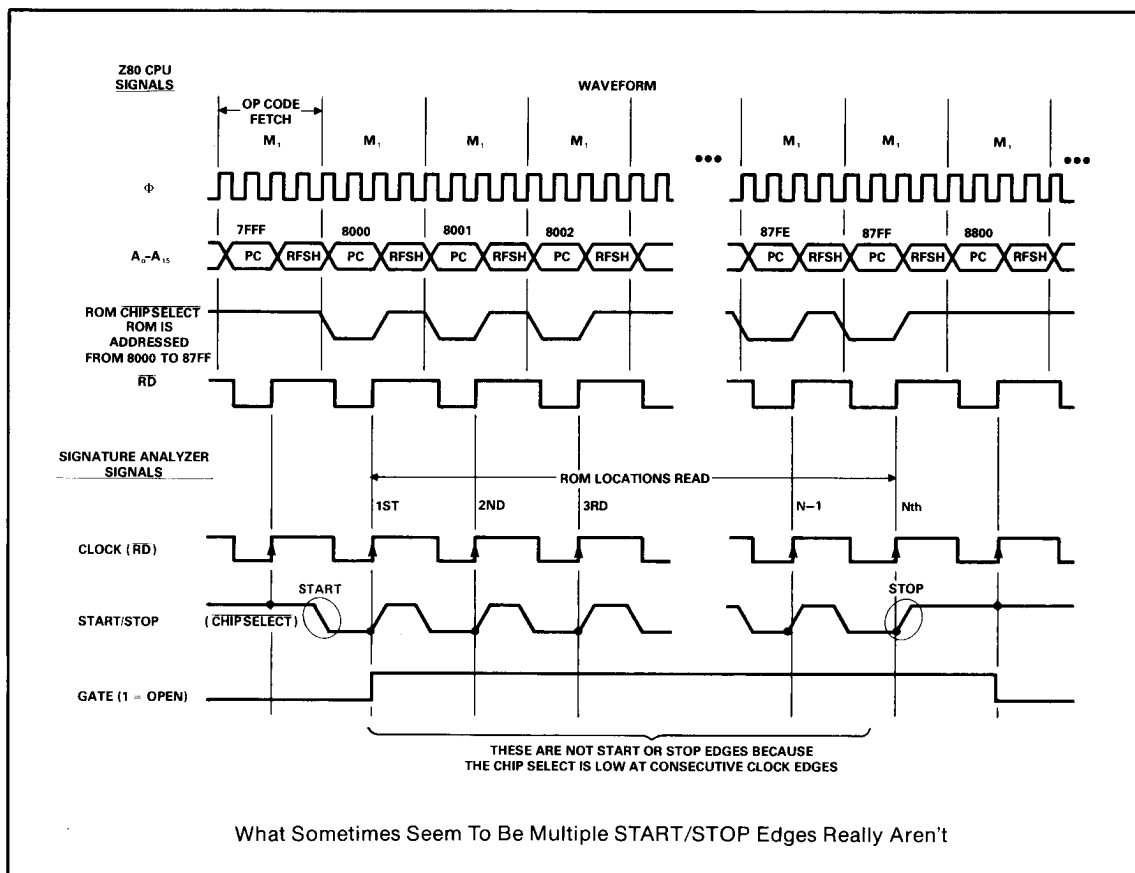 Z80 CPU
SIGNALS
WAVEFORM
OP CODE
FETCH
M₁ M₁ M₁ M₁ M₁ M₁ M₁
••• •••
Φ
7FFF 8000 8001 8002 87FE 87FF 8800
A₀–A₁₅
PC RFSH PC RFSH PC RFSH PC RFSH PC RFSH PC RFSH PC RFSH
ROM C̅H̅I̅P̅S̅E̅L̅E̅C̅T̅
ROM IS
ADDRESSED
FROM 8000 TO 87FF
R̅D̅
SIGNATURE ANALYZER
SIGNALS
ROM LOCATIONS READ
1ST 2ND 3RD N–1 Nth
CLOCK (R̅D̅)
START STOP
START/STOP
(C̅H̅I̅P̅S̅E̅L̅E̅C̅T̅)
GATE (1 = OPEN)
THESE ARE NOT START OR STOP EDGES BECAUSE
THE CHIP SELECT IS LOW AT CONSECUTIVE CLOCK EDGES
What Sometimes Seem To Be Multiple START/STOP Edges Really Aren't